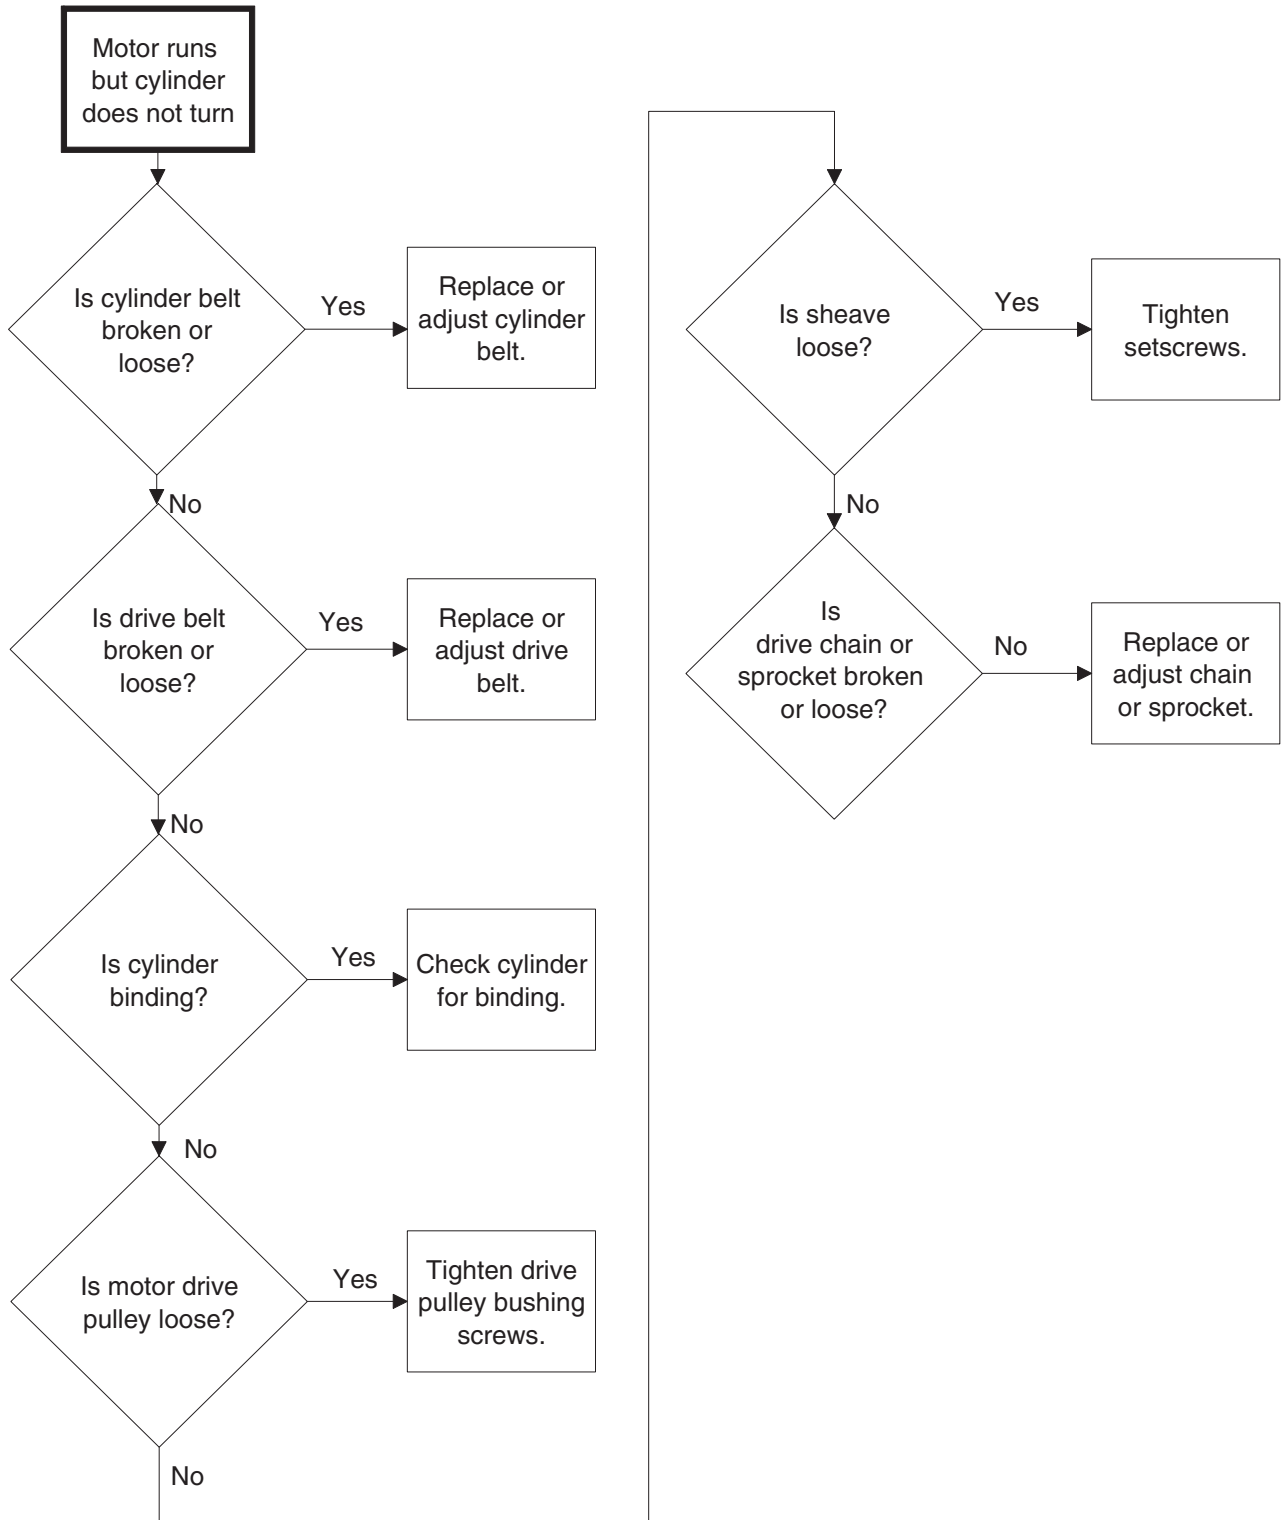 Motor runs
but cylinder
does not turn
Is cylinder belt
broken or
loose?
Yes
Replace or
adjust cylinder
belt.
No
Is drive belt
broken or
loose?
Yes
Replace or
adjust drive
belt.
No
Is cylinder
binding?
Yes
Check cylinder
for binding.
No
Is motor drive
pulley loose?
Yes
Tighten drive
pulley bushing
screws.
No
Is sheave
loose?
Yes
Tighten
setscrews.
No
Is
drive chain or
sprocket broken
or loose?
No
Replace or
adjust chain
or sprocket.